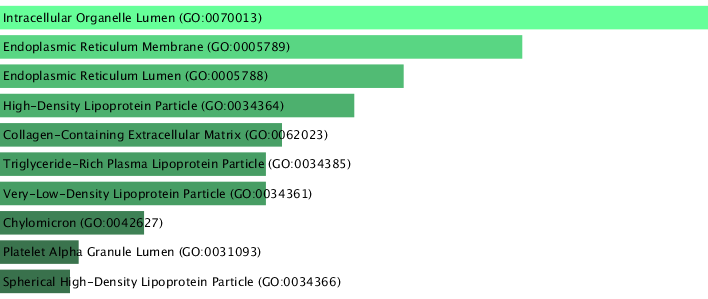 Intracellular Organelle Lumen (GO:0070013)
Endoplasmic Reticulum Membrane (GO:0005789)
Endoplasmic Reticulum Lumen (GO:0005788)
High-Density Lipoprotein Particle (GO:0034364)
Collagen-Containing Extracellular Matrix (GO:0062023)
Triglyceride-Rich Plasma Lipoprotein Particle (GO:0034385)
Very-Low-Density Lipoprotein Particle (GO:0034361)
Chylomicron (GO:0042627)
Platelet Alpha Granule Lumen (GO:0031093)
Spherical High-Density Lipoprotein Particle (GO:0034366)